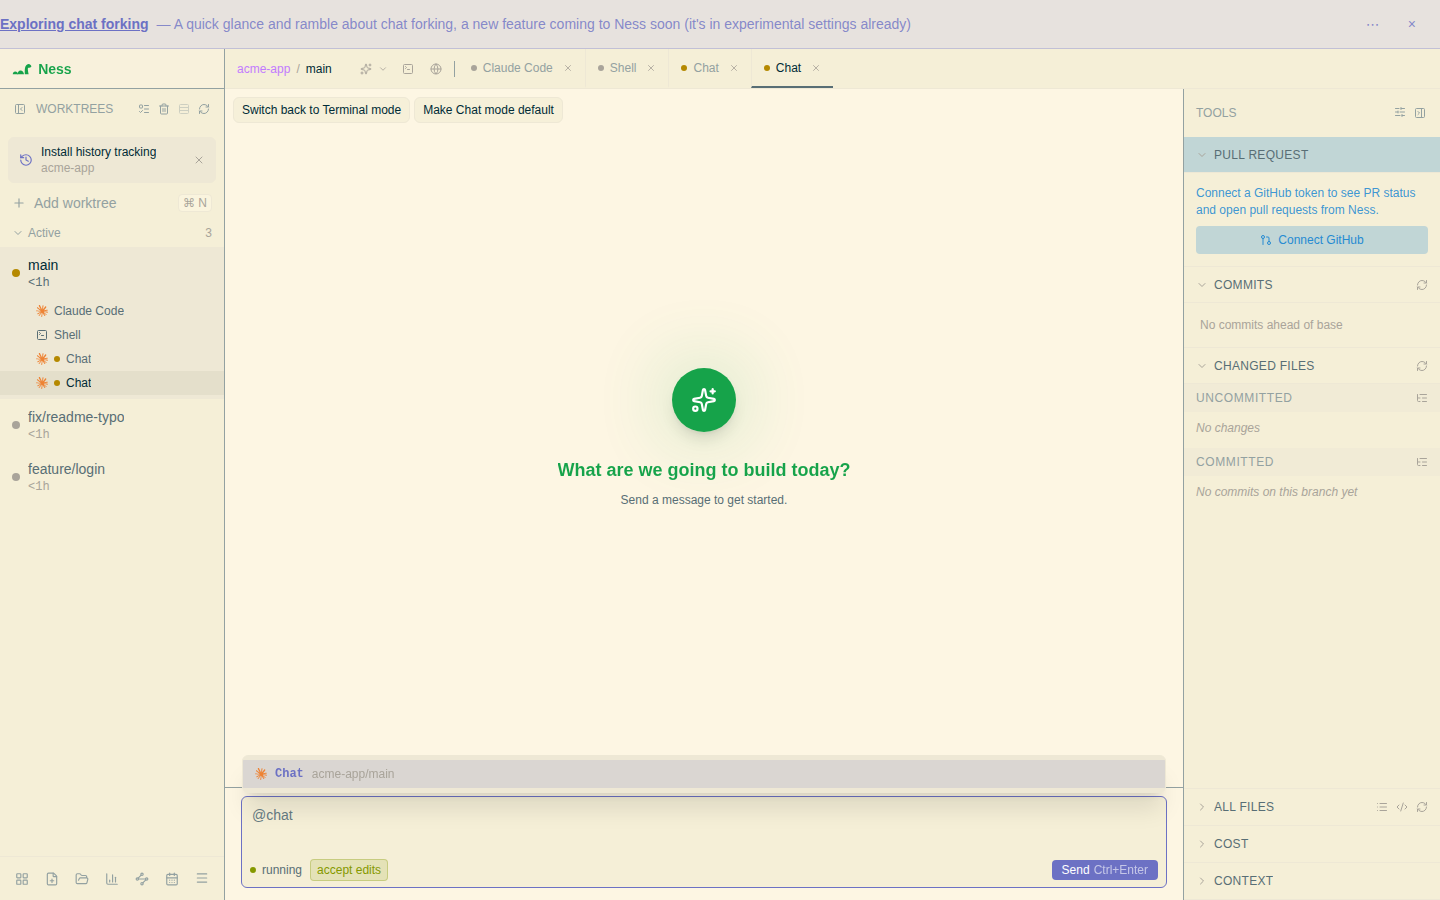 Exploring chat forking — A quick glance and ramble about chat forking, a new feature coming to Ness soon (it's in experimental settings already)
Ness
acme-app / main
Claude Code
Shell
Chat
Chat
WORKTREES
Install history tracking
acme-app
Add worktree ⌘ N
Active 3
main
<1h
Claude Code
Shell
Chat
Chat
fix/readme-typo
<1h
feature/login
<1h
Switch back to Terminal mode
Make Chat mode default
What are we going to build today?
Send a message to get started.
Chat acme-app/main
@chat
running accept edits
Send Ctrl+Enter
TOOLS
PULL REQUEST
Connect a GitHub token to see PR status
and open pull requests from Ness.
Connect GitHub
COMMITS
No commits ahead of base
CHANGED FILES
UNCOMMITTED
No changes
COMMITTED
No commits on this branch yet
ALL FILES
COST
CONTEXT